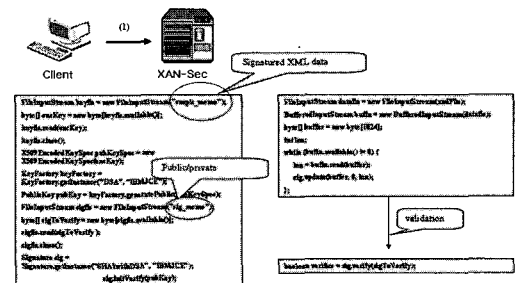 (1)
Client
XAN-Sec
Signatured XML data
FileInputStream keyfis = new FileInputStream("sample_meme");
byte[] encKey = new byte[keyfis.available()];
keyfis.read(encKey);
keyfis.close();
X509EncodedKeySpec pubKeySpec = new
X509EncodedKeySpec(encKey);
KeyFactory keyFactory =
KeyFactory.getInstance("DSA", "IBMJCE");
Public/private
PublicKey pubKey = keyFactory.generatePublic(pubKeySpec);
FileInputStream sigfis = new FileInputStream("sig_meme");
byte[] sigToVerify = new byte[sigfis.available()];
sigfis.read(sigToVerify );
sigfis.close();
Signature sig =
Signature.getInstance("SHA1withDSA", "IBMJCE");
sig.initVerify(pubKey);
FileInputStream datafis = new FileInputStream(xmlFile);
BufferedInputStream bufin = new BufferedInputStream(datafis);
byte[] buffer = new byte[1024];
int len;
while (bufin.available() != 0) {
len = bufin.read(buffer);
sig.update(buffer, 0, len);
};
validation
boolean verifies = sig.verify(sigToVerify);